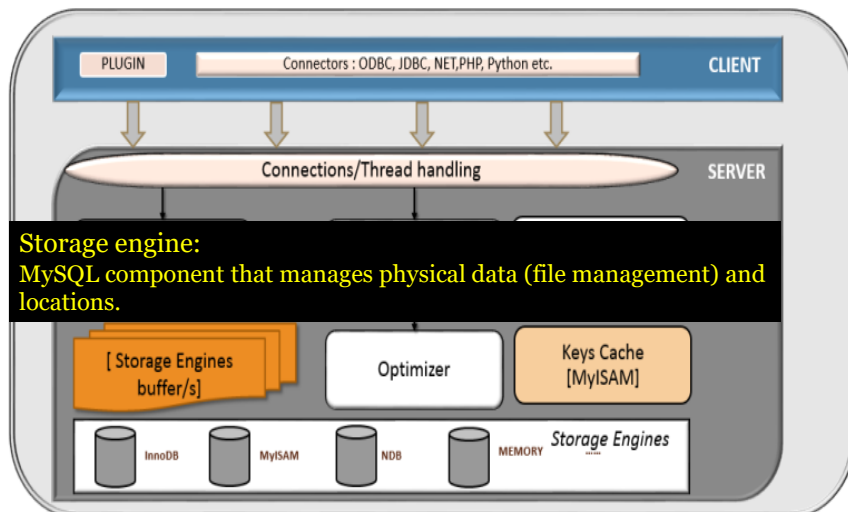 PLUGIN
Connectors : ODBC, JDBC, NET,PHP, Python etc.
CLIENT
Connections/Thread handling
SERVER
Storage engine:
MySQL component that manages physical data (file management) and
locations.
[ Storage Engines
buffer/s]
Optimizer
Keys Cache
[MyISAM]
Storage Engines
......
InnoDB
MyISAM
NDB
MEMORY